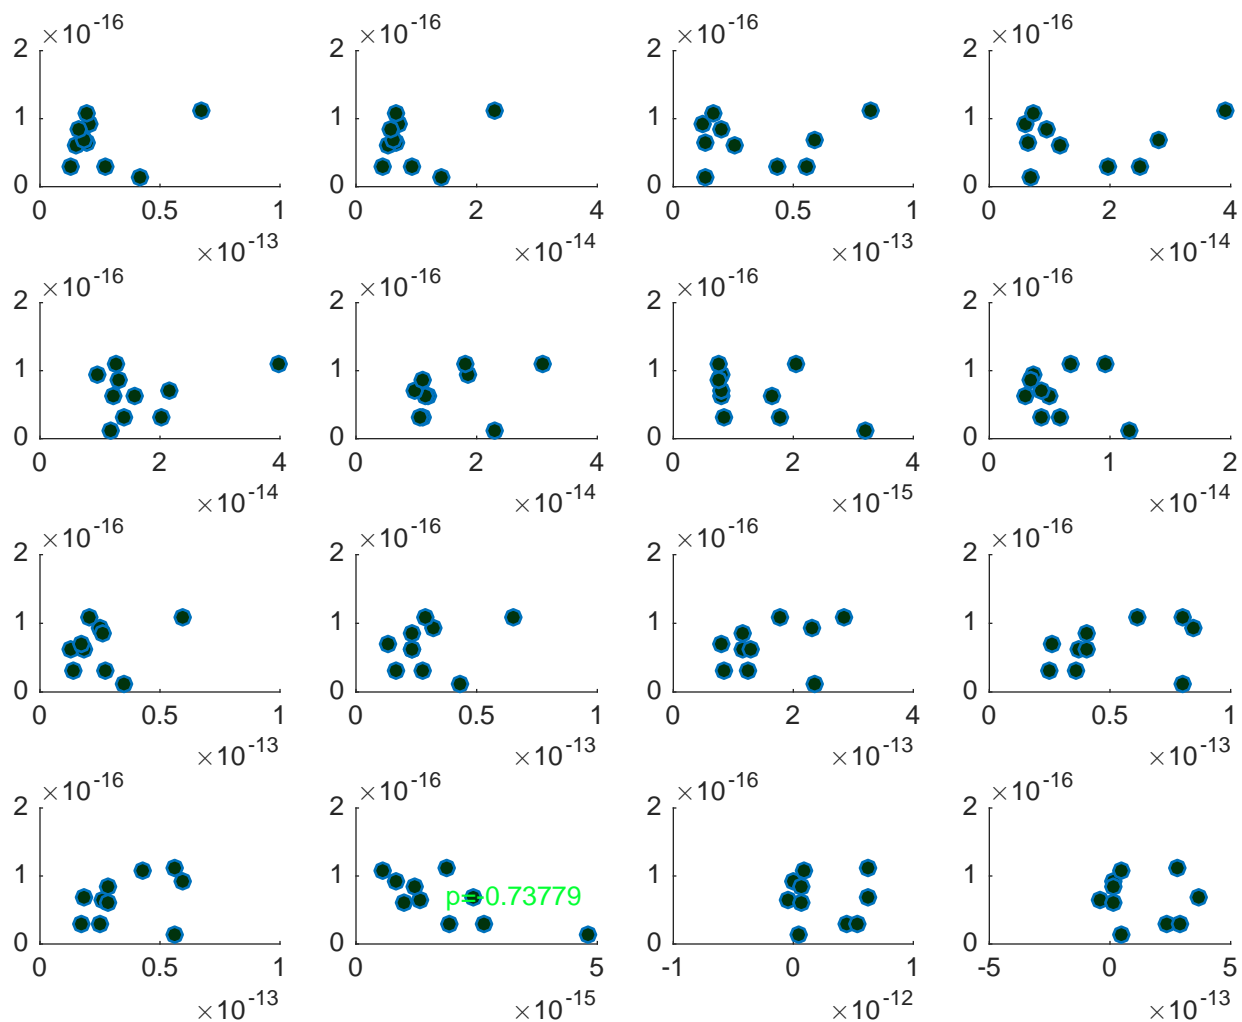 ×10-16 ×10-16 ×10-16 ×10-16
2 2 2 2
1 1 1 1
0 0 0 0
0 0.5 1 0 2 4 0 0.5 1 0 2 4
×10-13 ×10-14 ×10-13 ×10-14
×10-16 ×10-16 ×10-16 ×10-16
2 2 2 2
1 1 1 1
0 0 0 0
0 2 4 0 2 4 0 2 4 0 1 2
×10-14 ×10-14 ×10-15 ×10-14
×10-16 ×10-16 ×10-16 ×10-16
2 2 2 2
1 1 1 1
0 0 0 0
0 0.5 1 0 0.5 1 0 2 4 0 0.5 1
×10-13 ×10-13 ×10-13 ×10-13
×10-16 ×10-16 ×10-16 ×10-16
2 2 2 2
1 1 1 1
p=-0.73779
0 0 0 0
0 0.5 1 0 5 -1 0 1 -5 0 5
×10-13 ×10-15 ×10-12 ×10-13